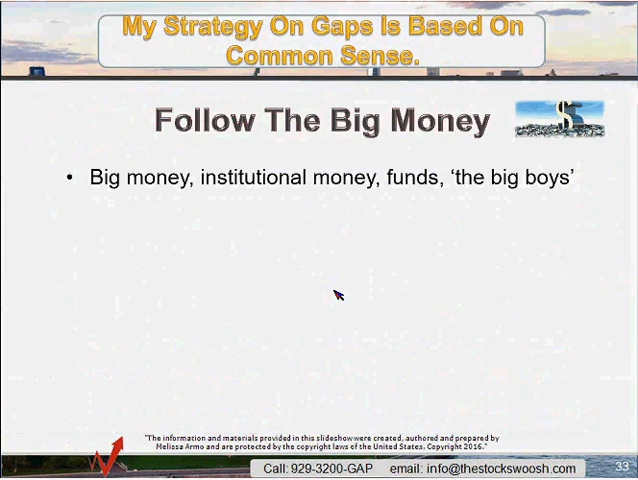 My Strategy On Gaps Is Based On
Common Sense.
Follow The Big Money
$
• Big money, institutional money, funds, ‘the big boys’
"The information and materials provided in this slideshow were created, authored and prepared by
Melissa Armo and are protected by the copyright laws of the United States. Copyright 2016."
Call: 929-3200-GAP email: info@thestockswoosh.com
33